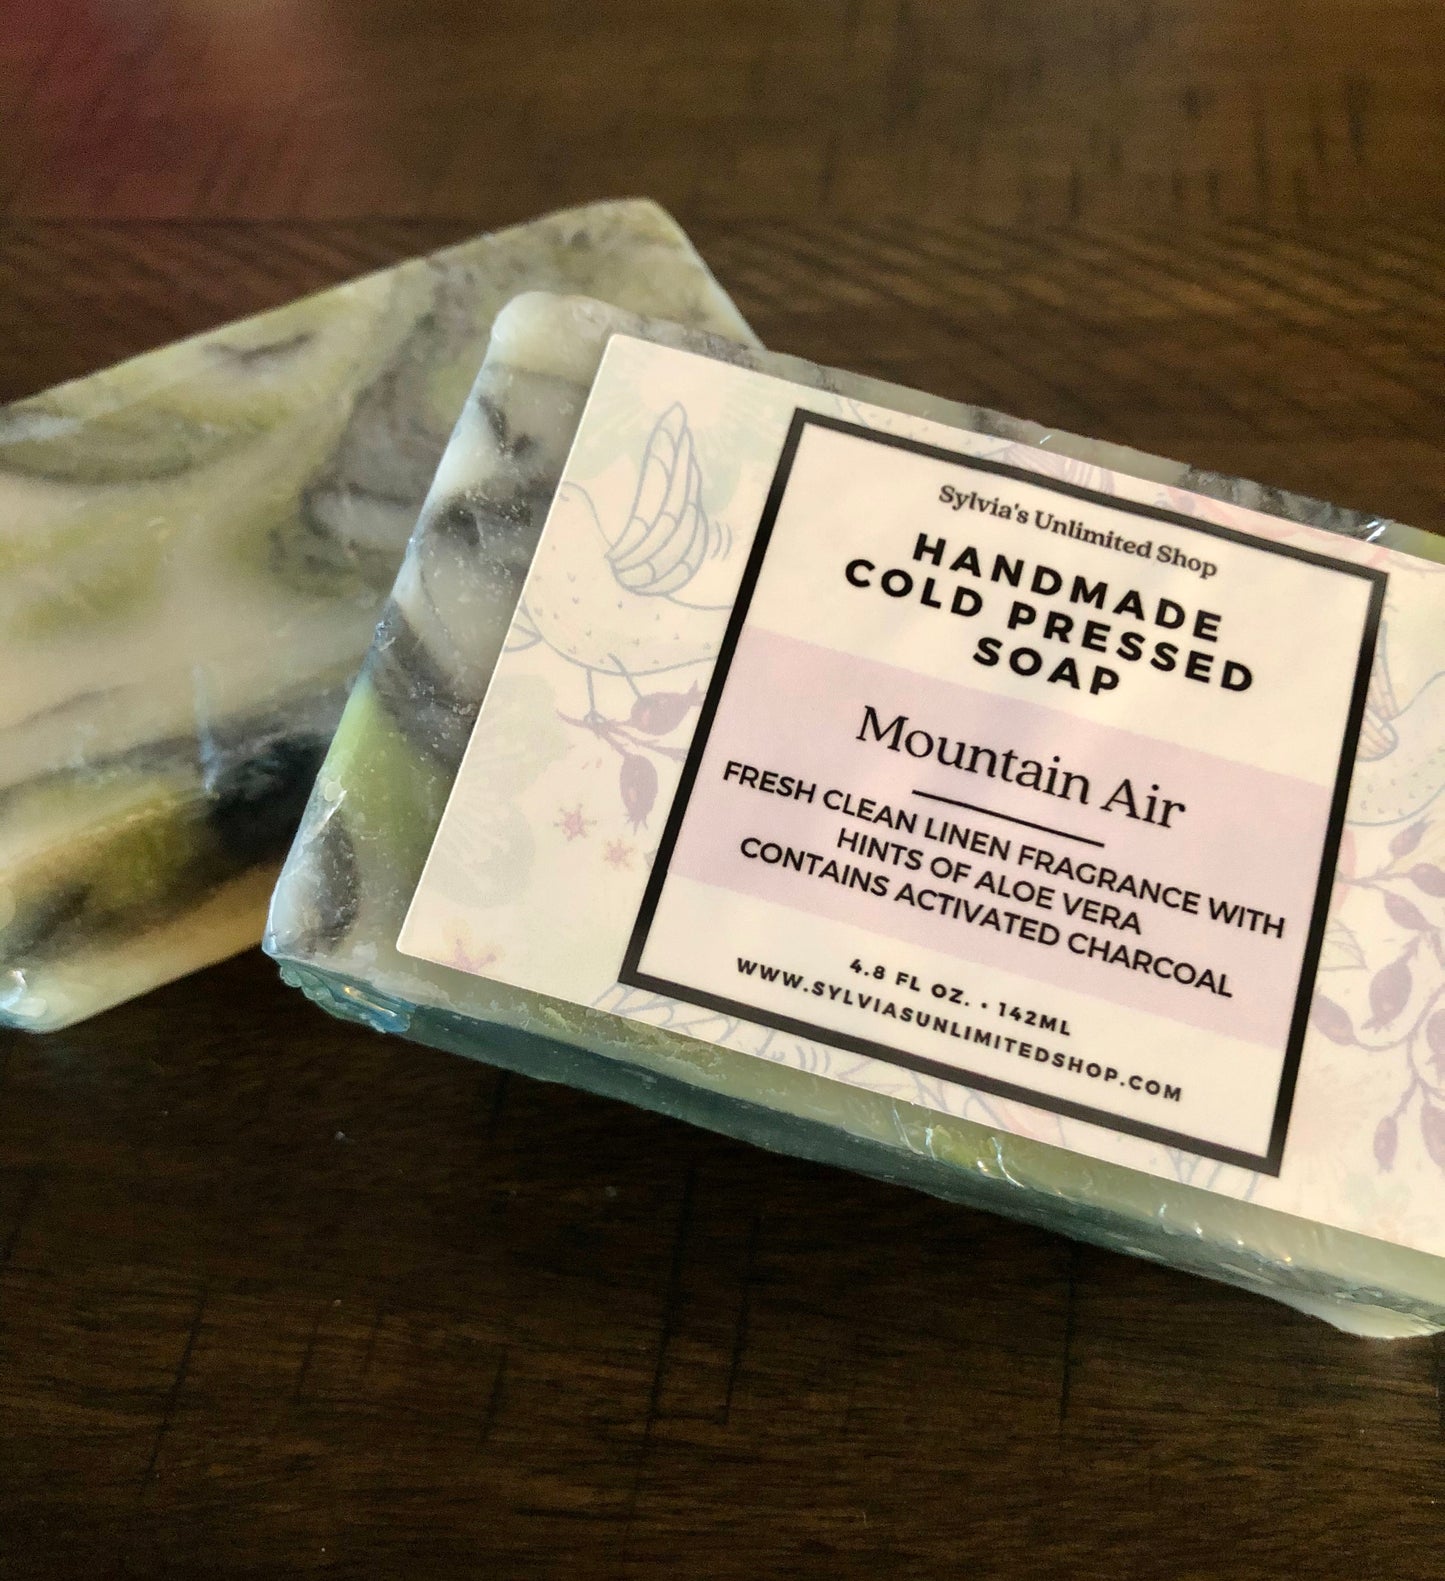 Sylvia's Unlimited Shop
HANDMADE
COLD PRESSED
SOAP
Mountain Air
FRESH CLEAN LINEN FRAGRANCE WITH
HINTS OF ALOE VERA
CONTAINS ACTIVATED CHARCOAL
4.8 FL OZ. • 142ML
WWW.SYLVIASUNLIMITEDSHOP.COM